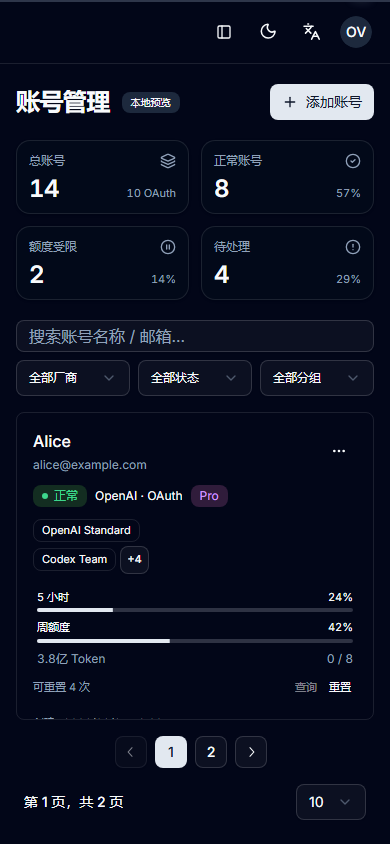 OV
账号管理
本地预览
添加账号
总账号
14
10 OAuth
正常账号
8
57%
额度受限
2
14%
待处理
4
29%
搜索账号名称 / 邮箱...
全部厂商
全部状态
全部分组
Alice
alice@example.com
正常
OpenAI · OAuth
Pro
OpenAI Standard
Codex Team
+4
5 小时
24%
周额度
42%
3.8亿 Token
0 / 8
可重置 4 次
查询
重置
1
2
第 1 页，共 2 页
10